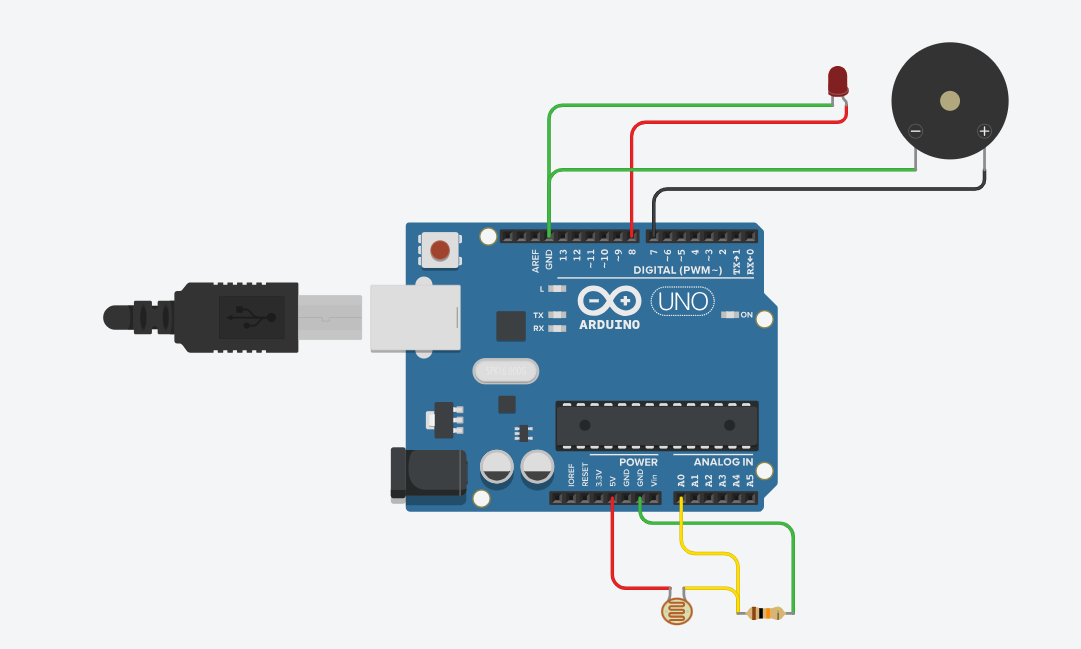 − +
AREF
GND
13
12
~11
~10
~9
8
7
~6
~5
4
~3
2
TX→1
RX←0
DIGITAL (PWM~)
L
TX
RX
− +
ARDUINO
UNO
ON
POWER
ANALOG IN
IOREF
RESET
3.3V
5V
GND
GND
Vin
A0
A1
A2
A3
A4
A5